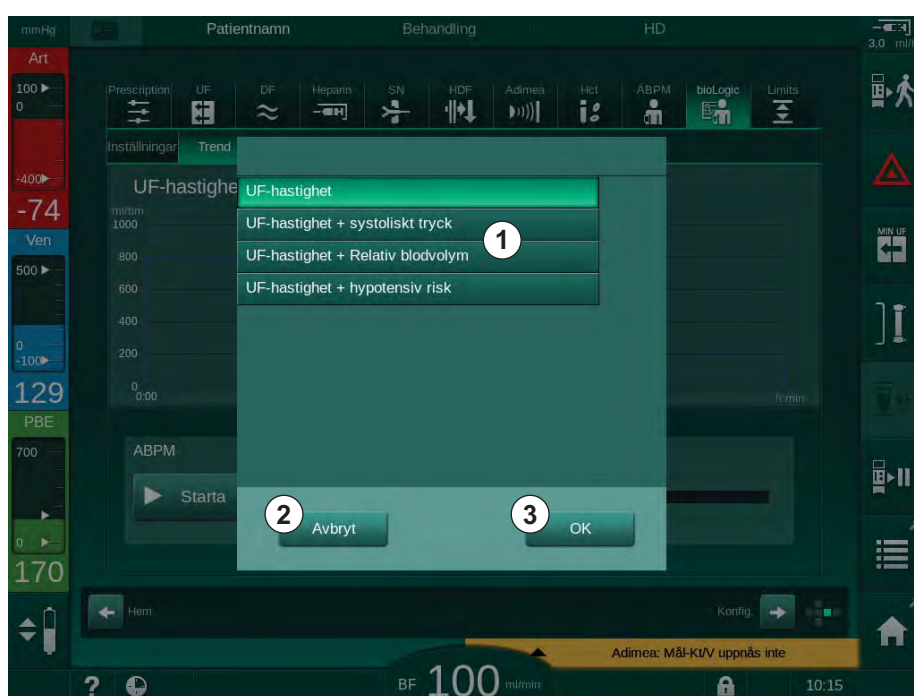 mmHg
Patientnamn
Behandling
HD
3,0 ml/h
Art
100
0
-400
-74
Ven
500
0
-100
129
PBE
700
0
170
Prescription
UF
DF
Heparin
SN
HDF
Adimea
Hct
ABPM
bioLogic
Limits
Inställningar
Trend
UF-hastighe
ml/tim
1000
800
600
400
200
0
0:00
h:min
UF-hastighet
UF-hastighet + systoliskt tryck
UF-hastighet + Relativ blodvolym
UF-hastighet + hypotensiv risk
1
ABPM
Starta
2
Avbryt
3
OK
MIN UF
Hem
Konfig.
Adimea: Mål-Kt/V uppnås inte
?
BF 100 ml/min
10:15